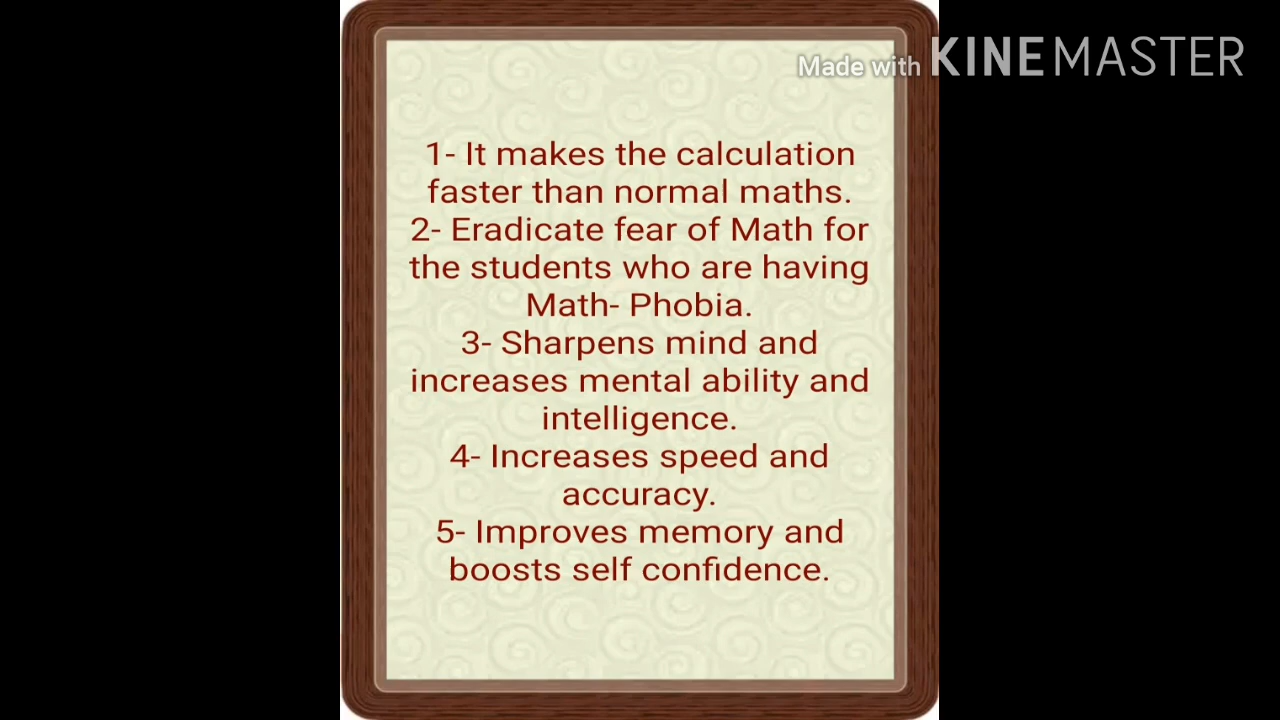 Made with KINEMASTER
1- It makes the calculation
faster than normal maths.
2- Eradicate fear of Math for
the students who are having
Math- Phobia.
3- Sharpens mind and
increases mental ability and
intelligence.
4- Increases speed and
accuracy.
5- Improves memory and
boosts self confidence.